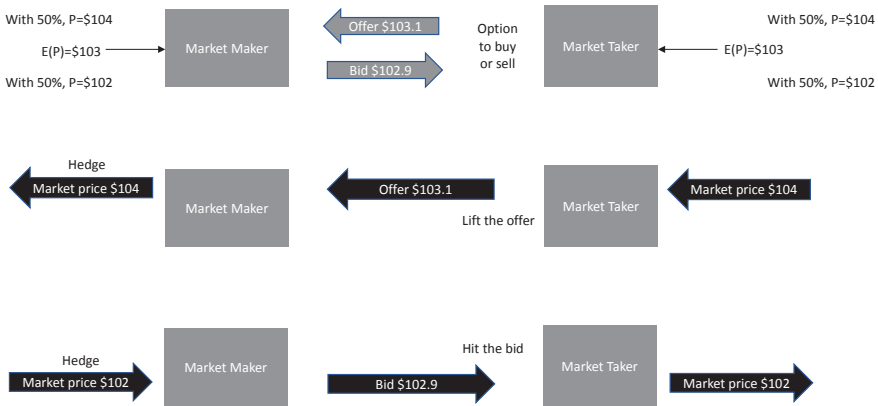 With 50%, P=$104
E(P)=$103
With 50%, P=$102
Market Maker
Offer $103.1
Bid $102.9
Option
to buy
or sell
Market Taker
With 50%, P=$104
E(P)=$103
With 50%, P=$102
Hedge
Market price $104
Market Maker
Offer $103.1
Lift the offer
Market Taker
Market price $104
Hedge
Market price $102
Market Maker
Hit the bid
Bid $102.9
Market Taker
Market price $102